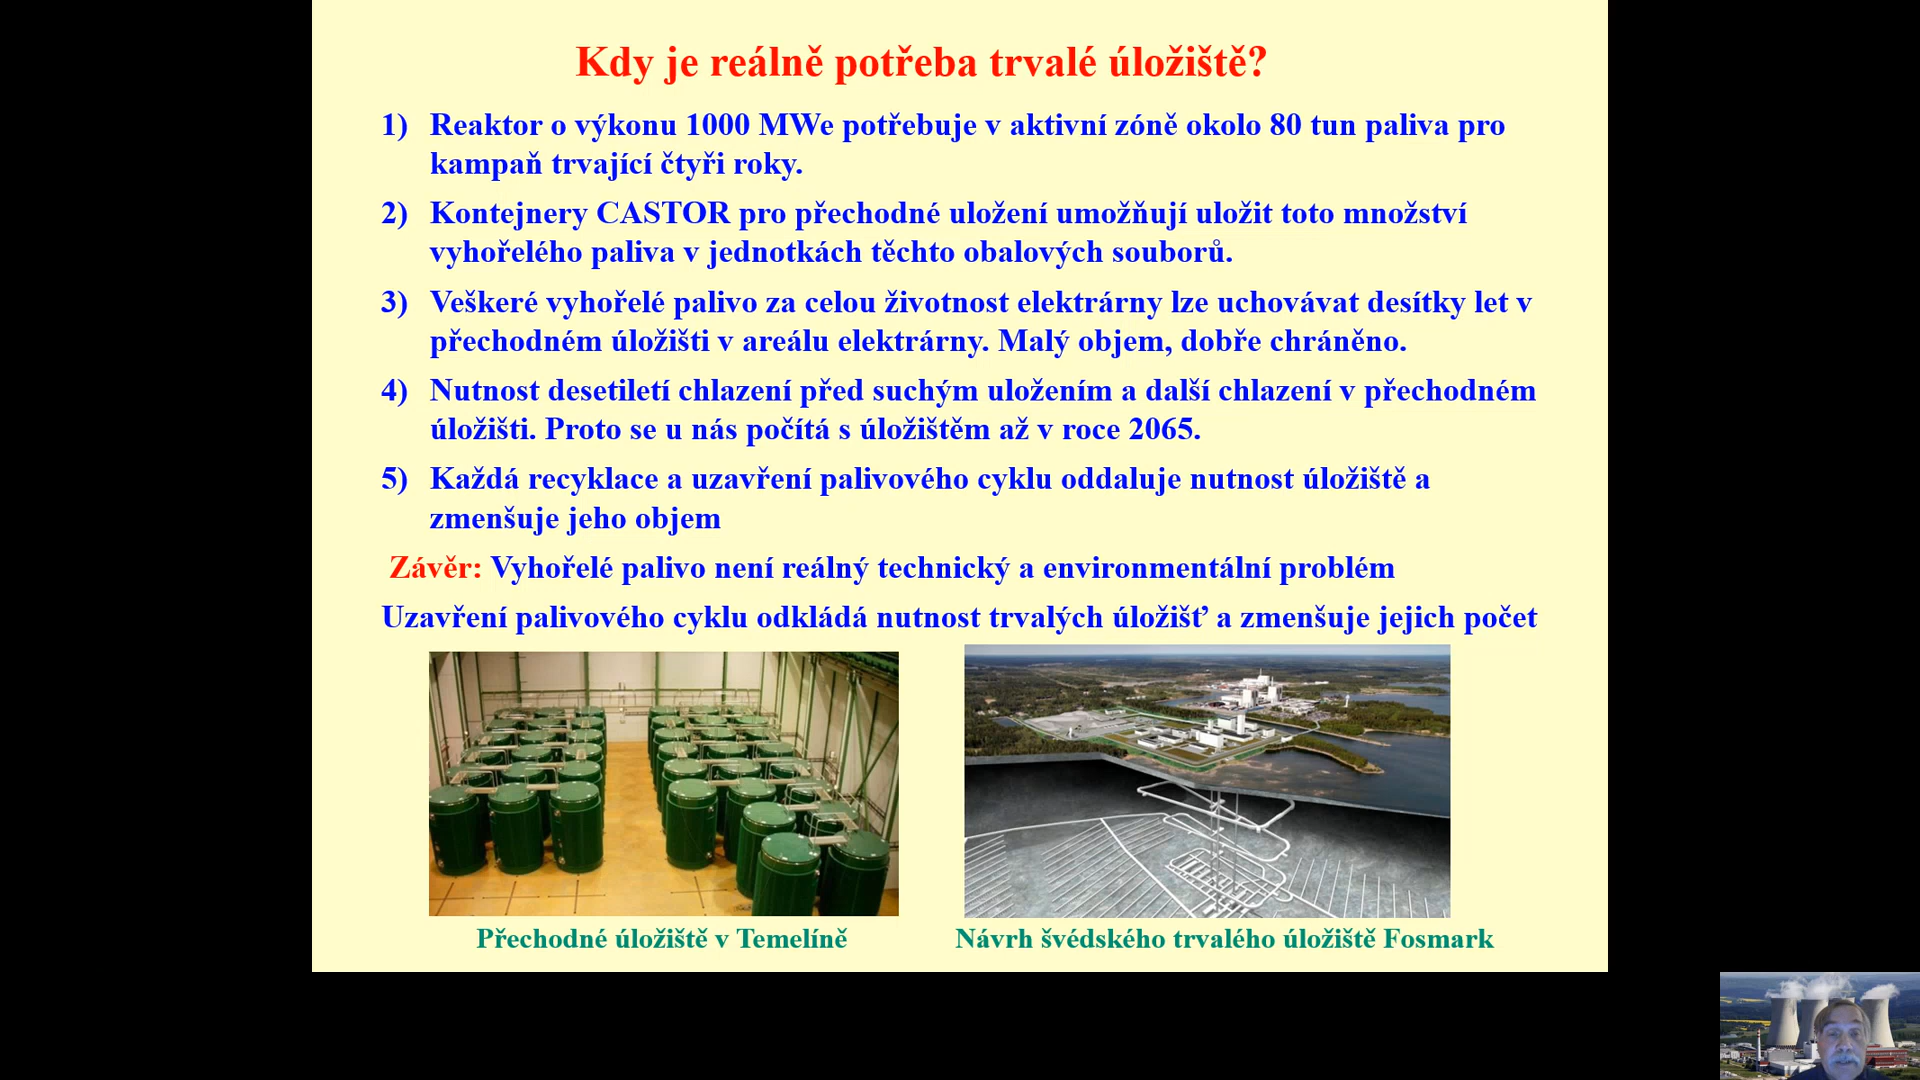 Kdy je reálně potřeba trvalé úložiště?
1) Reaktor o výkonu 1000 MWe potřebuje v aktivní zóně okolo 80 tun paliva pro
kampaň trvající čtyři roky.
2) Kontejnery CASTOR pro přechodné uložení umožňují uložit toto množství
vyhořelého paliva v jednotkách těchto obalových souborů.
3) Veškeré vyhořelé palivo za celou životnost elektrárny lze uchovávat desítky let v
přechodném úložišti v areálu elektrárny. Malý objem, dobře chráněno.
4) Nutnost desetiletí chlazení před suchým uložením a další chlazení v přechodném
úložišti. Proto se u nás počítá s úložištěm až v roce 2065.
5) Každá recyklace a uzavření palivového cyklu oddaluje nutnost úložiště a
zmenšuje jeho objem
Závěr: Vyhořelé palivo není reálný technický a environmentální problém
Uzavření palivového cyklu odkládá nutnost trvalých úložišť a zmenšuje jejich počet
Přechodné úložiště v Temelíně
Návrh švédského trvalého úložiště Fosmark